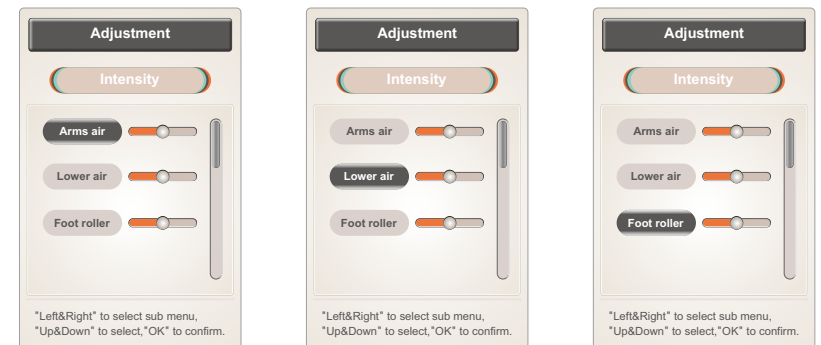 Adjustment
Intensity
Arms air
Lower air
Foot roller
"Left&Right" to select sub menu,
"Up&Down" to select,"OK" to confirm.
Adjustment
Intensity
Arms air
Lower air
Foot roller
"Left&Right" to select sub menu,
"Up&Down" to select,"OK" to confirm.
Adjustment
Intensity
Arms air
Lower air
Foot roller
"Left&Right" to select sub menu,
"Up&Down" to select,"OK" to confirm.